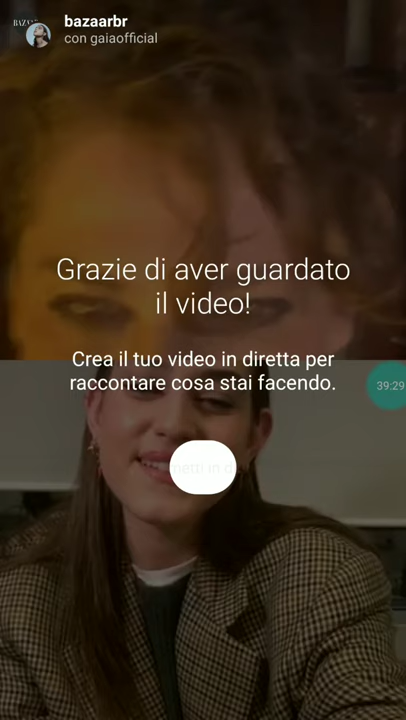 bazaarbr
con gaiaofficial
Grazie di aver guardato
il video!
Crea il tuo video in diretta per
raccontare cosa stai facendo.
39:29